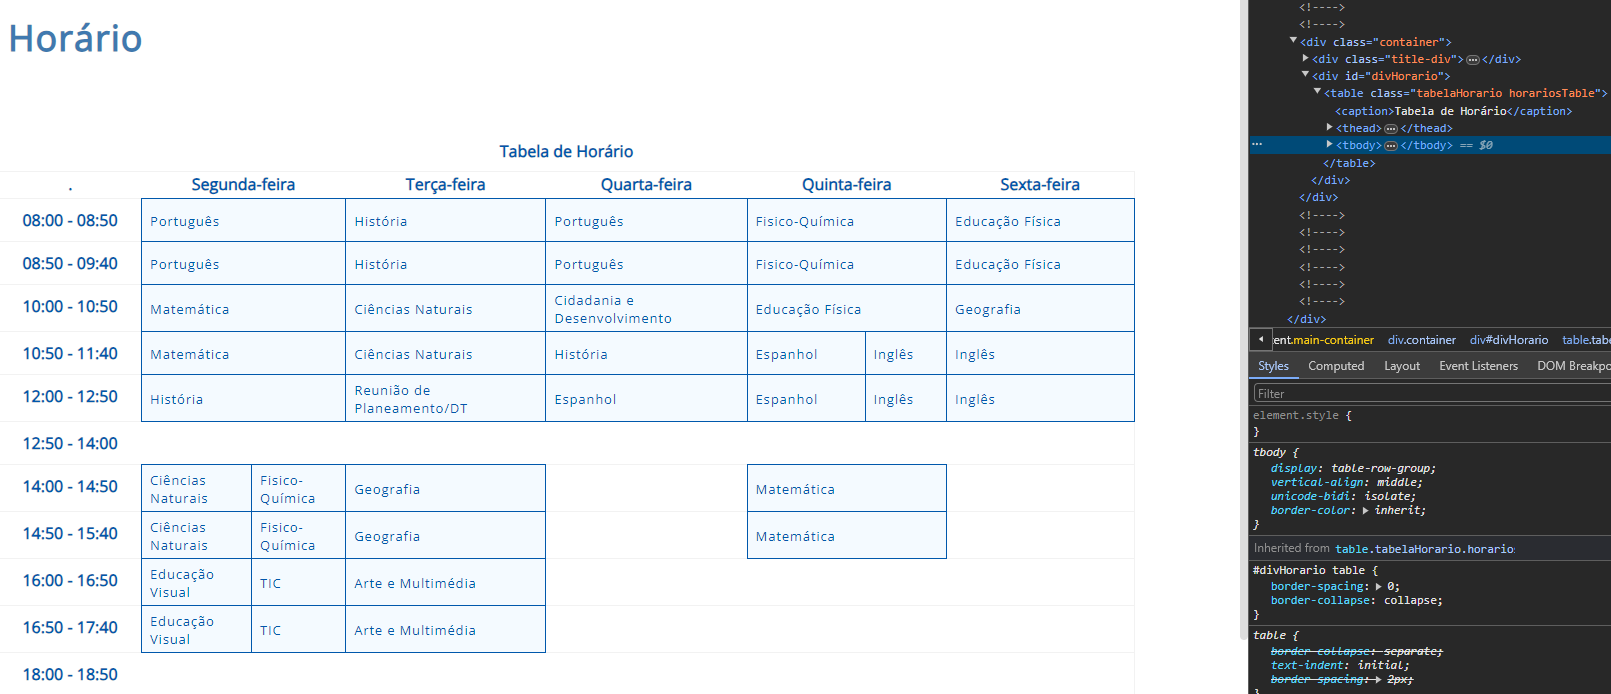 Horário
Tabela de Horário
. Segunda-feira Terça-feira Quarta-feira Quinta-feira Sexta-feira
08:00 - 08:50 Português História Português Fisico-Química Educação Física
08:50 - 09:40 Português História Português Fisico-Química Educação Física
10:00 - 10:50 Matemática Ciências Naturais Cidadania e Desenvolvimento Educação Física Geografia
10:50 - 11:40 Matemática Ciências Naturais História Espanhol Inglês Inglês
12:00 - 12:50 História Reunião de Planeamento/DT Espanhol Espanhol Inglês Inglês
12:50 - 14:00
14:00 - 14:50 Ciências Naturais Fisico-Química Geografia Matemática
14:50 - 15:40 Ciências Naturais Fisico-Química Geografia Matemática
16:00 - 16:50 Educação Visual TIC Arte e Multimédia
16:50 - 17:40 Educação Visual TIC Arte e Multimédia
18:00 - 18:50
<!---->
<!---->
<div class="container">
<div class="title-div">…</div>
<div id="divHorario">
<table class="tabelaHorario horariosTable">
<caption>Tabela de Horário</caption>
<thead>…</thead>
… <tbody>…</tbody> == $0
</table>
</div>
</div>
<!---->
<!---->
<!---->
<!---->
<!---->
<!---->
</div>
tent.main-container div.container div#divHorario table.tabe
Styles Computed Layout Event Listeners DOM Breakpo
Filter
element.style {
}
tbody {
display: table-row-group;
vertical-align: middle;
unicode-bidi: isolate;
border-color: inherit;
}
Inherited from table.tabelaHorario.horario
#divHorario table {
border-spacing: 0;
border-collapse: collapse;
}
table {
border-collapse: separate;
text-indent: initial;
border-spacing: 2px;
}